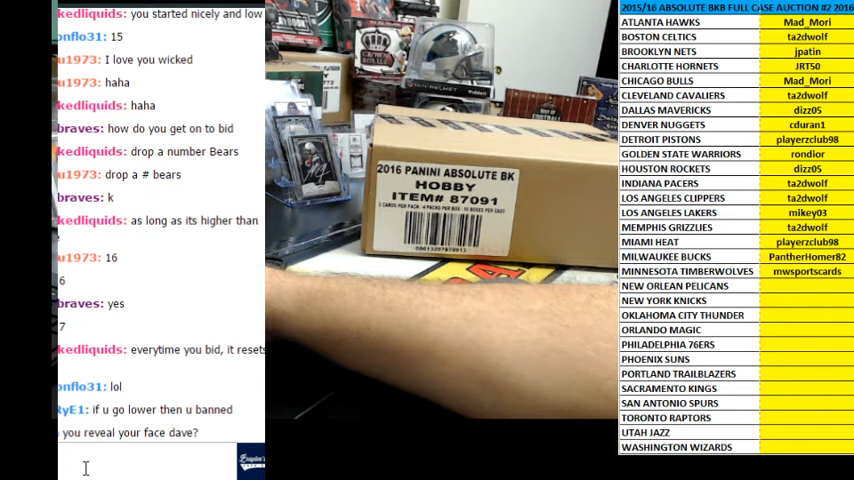 kedliquids: you started nicely and low
onflo31: 15
u1973: I love you wicked
u1973: haha
kedliquids: haha
braves: how do you get on to bid
kedliquids: drop a number Bears
u1973: drop a # bears
braves: k
kedliquids: as long as its higher than
e
u1973: 16
6
braves: yes
7
kedliquids: everytime you bid, it resets
onflo31: lol
RyE1: if u go lower then u banned
you reveal your face dave?
CROWN
ROYALE
MINI HELMET
Riddell
2016 PANINI ABSOLUTE BK
HOBBY
ITEM# 87091
2015/16 ABSOLUTE BKB FULL CASE AUCTION #2 2016
ATLANTA HAWKS Mad_Mori
BOSTON CELTICS ta2dwolf
BROOKLYN NETS jpatin
CHARLOTTE HORNETS JRT50
CHICAGO BULLS Mad_Mori
CLEVELAND CAVALIERS ta2dwolf
DALLAS MAVERICKS dizz05
DENVER NUGGETS cduran1
DETROIT PISTONS playerzclub98
GOLDEN STATE WARRIORS rondior
HOUSTON ROCKETS dizz05
INDIANA PACERS ta2dwolf
LOS ANGELES CLIPPERS ta2dwolf
LOS ANGELES LAKERS mikey03
MEMPHIS GRIZZLIES ta2dwolf
MIAMI HEAT playerzclub98
MILWAUKEE BUCKS PantherHomer82
MINNESOTA TIMBERWOLVES mwsportscards
NEW ORLEAN PELICANS
NEW YORK KNICKS
OKLAHOMA CITY THUNDER
ORLANDO MAGIC
PHILADELPHIA 76ERS
PHOENIX SUNS
PORTLAND TRAILBLAZERS
SACRAMENTO KINGS
SAN ANTONIO SPURS
TORONTO RAPTORS
UTAH JAZZ
WASHINGTON WIZARDS